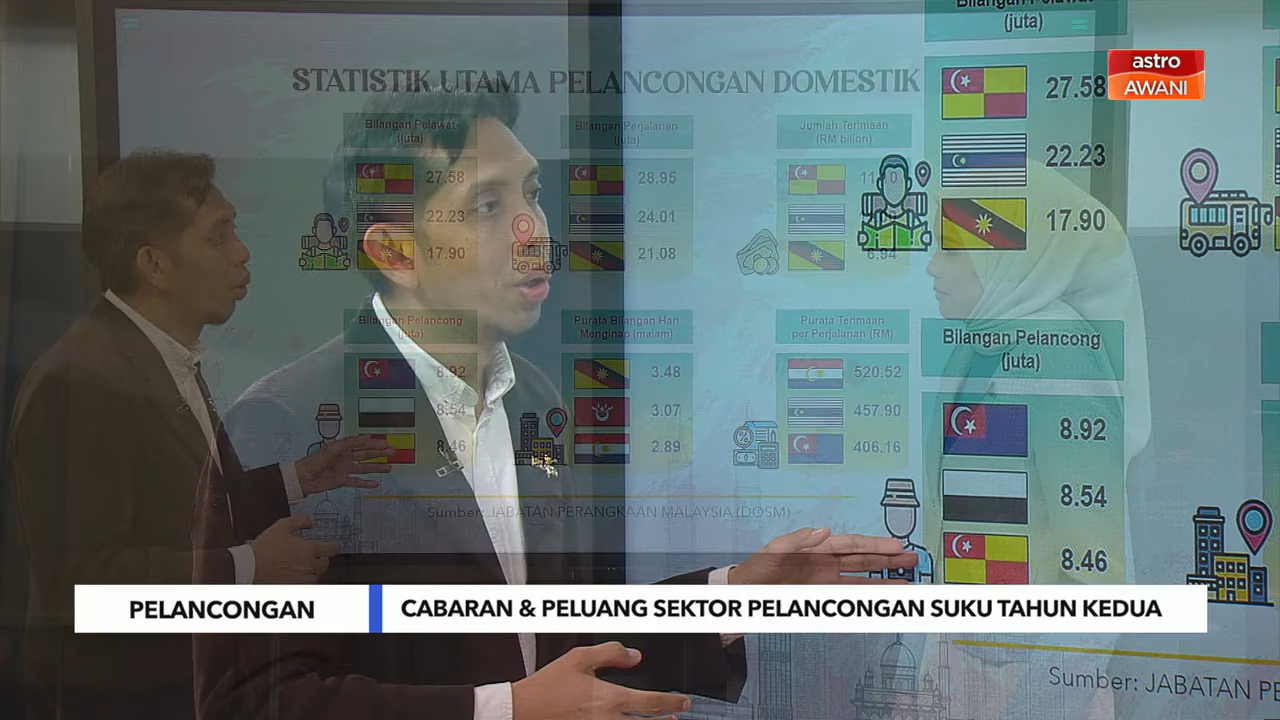 Bilangan Pelawat
(juta)
astro
AWANI
STATISTIK UTAMA PELANCONGAN DOMESTIK
27.58
22.23
17.90
Bilangan Pelawat
(juta)
27.58
22.23
17.90
Bilangan Perjalanan
(juta)
28.95
24.01
21.08
Jumlah Terimaan
(RM bilion)
6.94
Bilangan Pelancong
(juta)
8.92
8.54
8.46
Purata Bilangan Hari
Menginap (malam)
3.48
3.07
2.89
Purata Terimaan
per Perjalanan (RM)
520.52
457.90
406.16
Bilangan Pelancong
(juta)
8.92
8.54
8.46
Sumber: JABATAN PERANGKAAN MALAYSIA (DOSM)
PELANCONGAN
CABARAN & PELUANG SEKTOR PELANCONGAN SUKU TAHUN KEDUA
Sumber: JABATAN PE